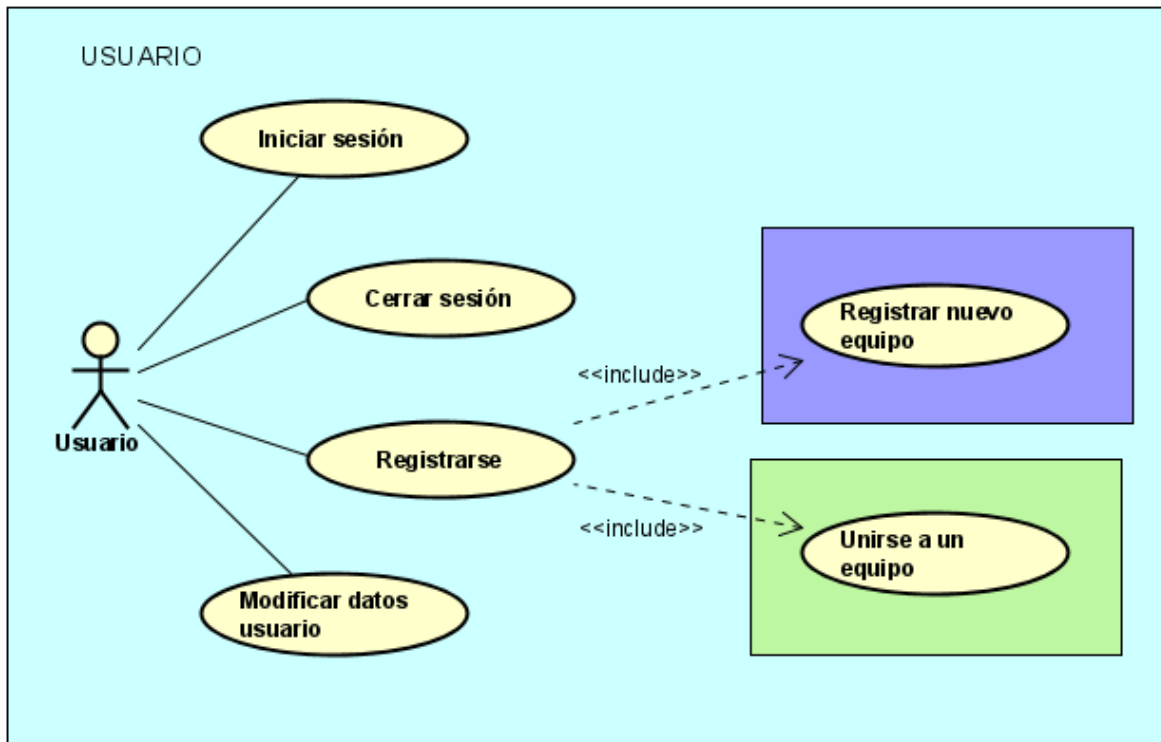 USUARIO
Iniciar sesión
Cerrar sesión
Registrar nuevo
equipo
<<include>>
Usuario
Registrarse
<<include>>
Unirse a un
equipo
Modificar datos
usuario